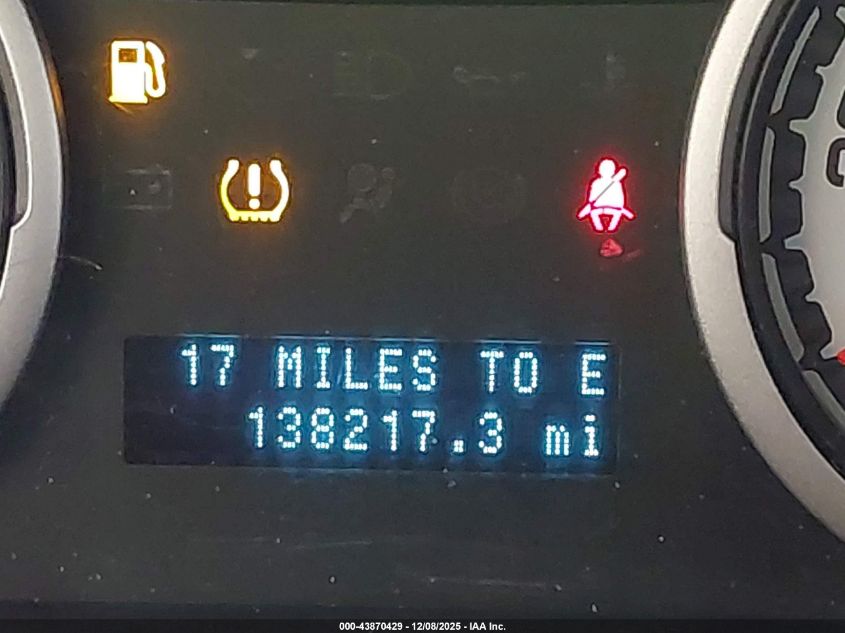 17 MILES TO E
138217.3 mi
000-43870429 - 12/08/2025 - IAA Inc.